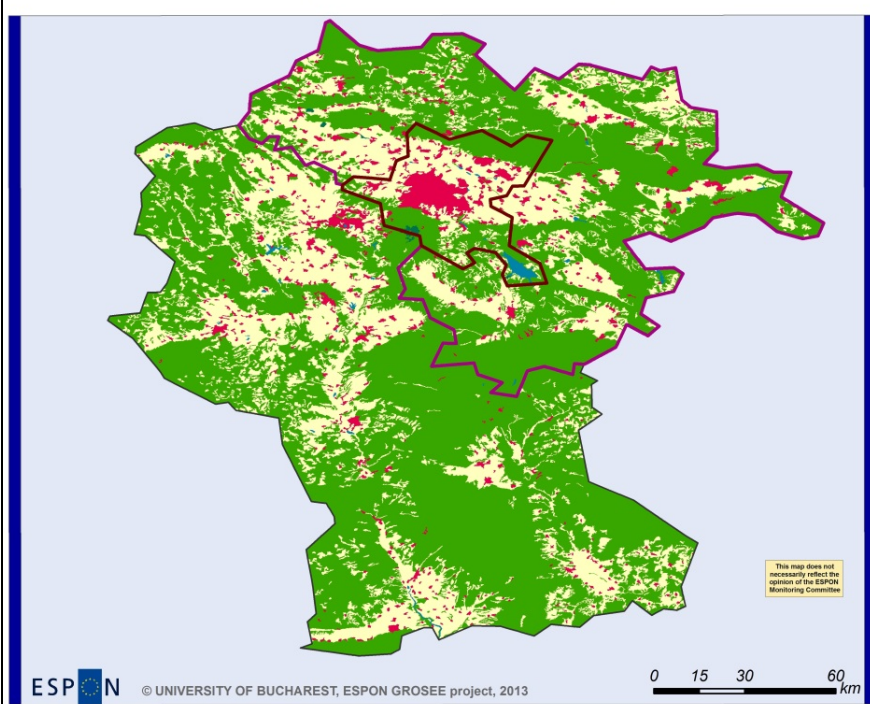 This map does not
necessarily reflect the
opinion of the ESPON
Monitoring Committee
ESPON
© UNIVERSITY OF BUCHAREST, ESPON GROSEE project, 2013
0 15 30 60
km